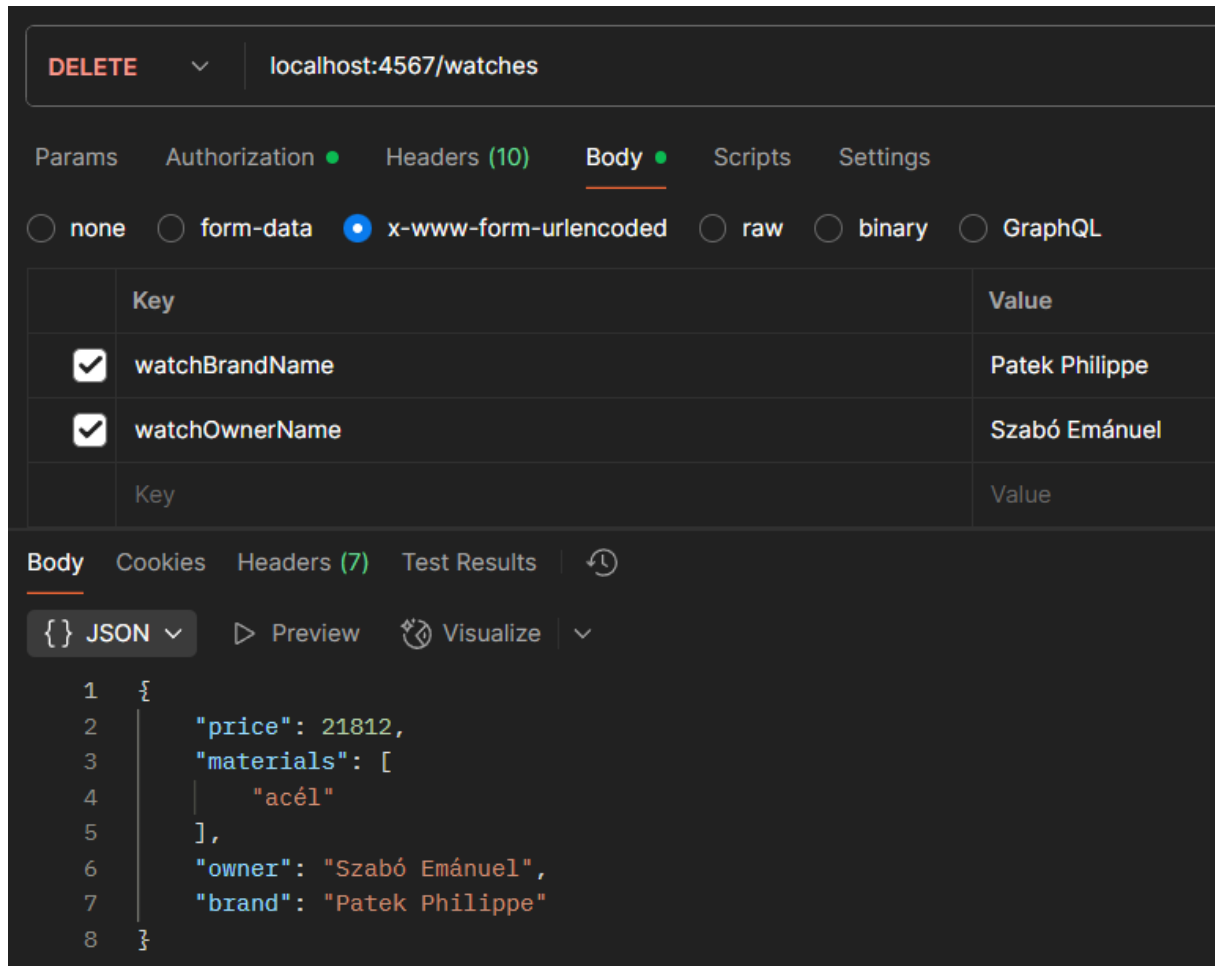 DELETE localhost:4567/watches
Params Authorization Headers (10) Body Scripts Settings
none form-data x-www-form-urlencoded raw binary GraphQL
Key Value
watchBrandName Patek Philippe
watchOwnerName Szabó Emánuel
Key Value
Body Cookies Headers (7) Test Results
{} JSON Preview Visualize
1 {
2 "price": 21812,
3 "materials": [
4 "acél"
5 ],
6 "owner": "Szabó Emánuel",
7 "brand": "Patek Philippe"
8 }